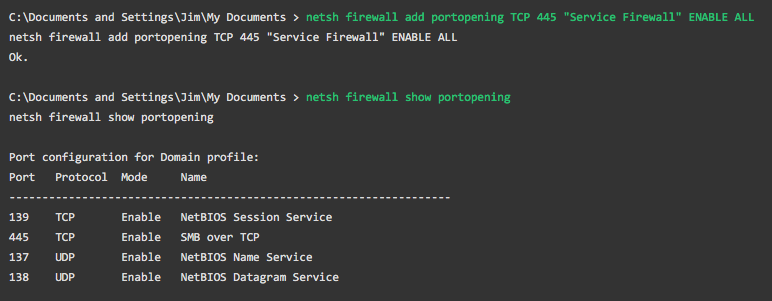 C:\Documents and Settings\Jim\My Documents > netsh firewall add portopening TCP 445 "Service Firewall" ENABLE ALL
netsh firewall add portopening TCP 445 "Service Firewall" ENABLE ALL
Ok.
C:\Documents and Settings\Jim\My Documents > netsh firewall show portopening
netsh firewall show portopening
Port configuration for Domain profile:
Port Protocol Mode Name
-------------------------------------------------------------------
139 TCP Enable NetBIOS Session Service
445 TCP Enable SMB over TCP
137 UDP Enable NetBIOS Name Service
138 UDP Enable NetBIOS Datagram Service